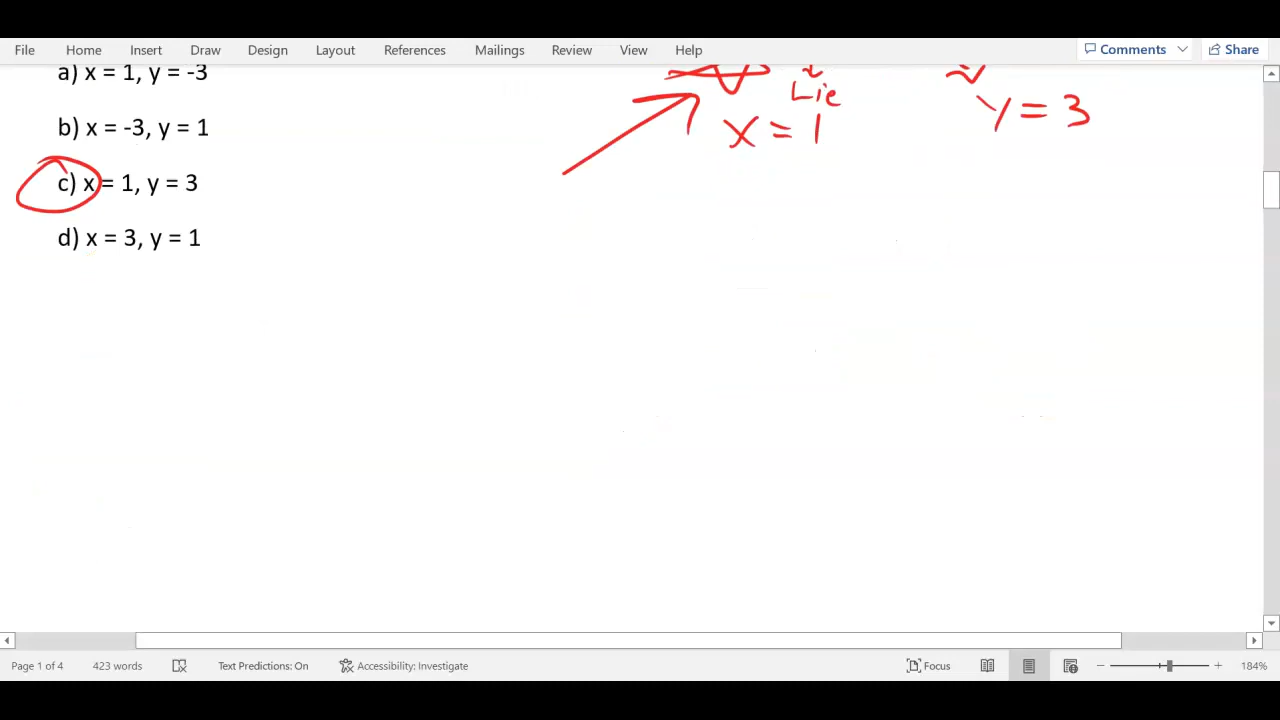 File Home Insert Draw Design Layout References Mailings Review View Help Comments Share
a) x = 1, y = -3
Lie
y = 3
b) x = -3, y = 1
x = 1
c) x = 1, y = 3
d) x = 3, y = 1
Page 1 of 4 423 words Text Predictions: On Accessibility: Investigate Focus 184%